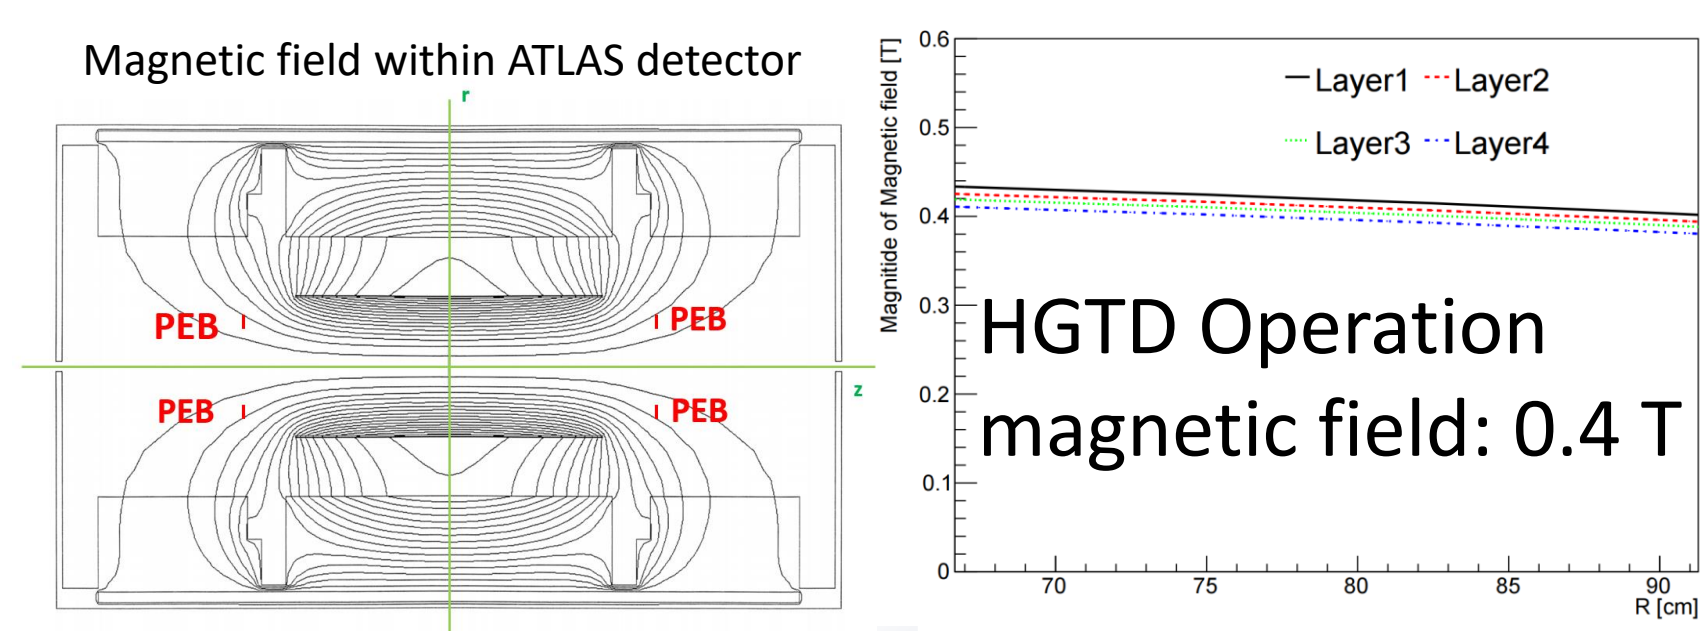 Magnetic field within ATLAS detector
r
PEB
PEB
z
PEB
PEB
Magnitide of Magnetic field [T]
0.6
0.5
0.4
0.3
0.2
0.1
0
Layer1
Layer2
Layer3
Layer4
HGTD Operation
magnetic field: 0.4 T
70
75
80
85
90
R [cm]